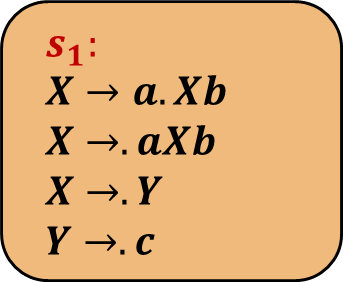 s₁:
X → a.Xb
X →.aXb
X →.Y
Y →.c